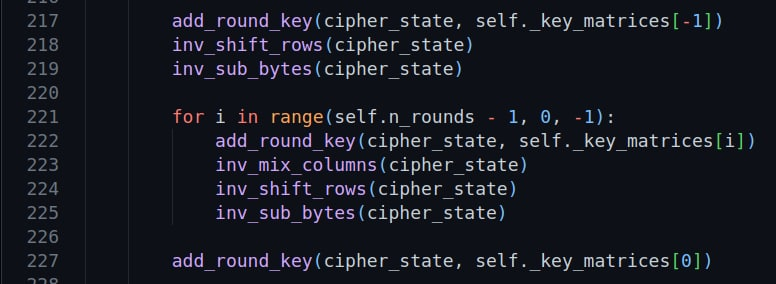 217 add_round_key(cipher_state, self._key_matrices[-1])
218 inv_shift_rows(cipher_state)
219 inv_sub_bytes(cipher_state)
220
221 for i in range(self.n_rounds - 1, 0, -1):
222     add_round_key(cipher_state, self._key_matrices[i])
223     inv_mix_columns(cipher_state)
224     inv_shift_rows(cipher_state)
225     inv_sub_bytes(cipher_state)
226
227 add_round_key(cipher_state, self._key_matrices[0])